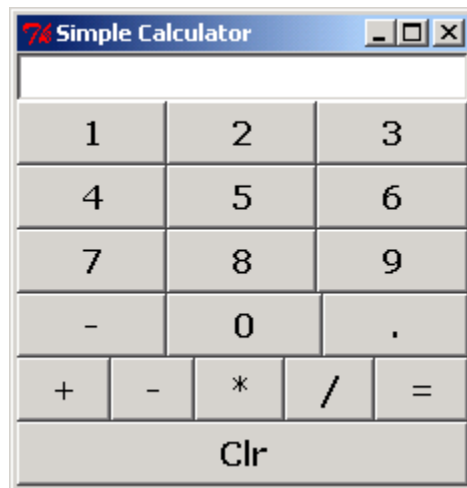 Simple Calculator
1 2 3
4 5 6
7 8 9
- 0 .
+ - * / =
Clr